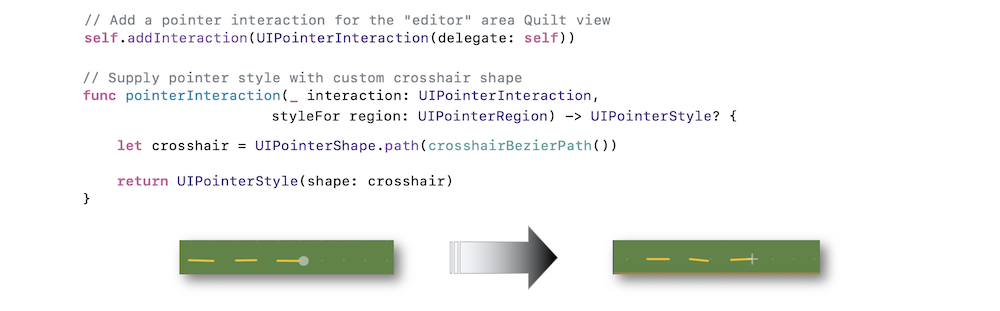 // Add a pointer interaction for the "editor" area Quilt view
self.addInteraction(UIPointerInteraction(delegate: self))
// Supply pointer style with custom crosshair shape
func pointerInteraction(_ interaction: UIPointerInteraction,
styleFor region: UIPointerRegion) -> UIPointerStyle? {
let crosshair = UIPointerShape.path(crosshairBezierPath())
return UIPointerStyle(shape: crosshair)
}